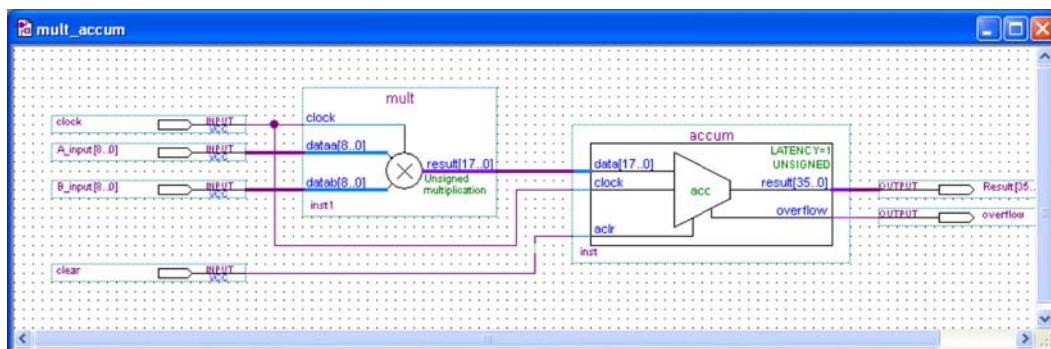 mult_accum
mult
clock INPUT VCC
A_input[8..0] INPUT VCC
B_input[8..0] INPUT VCC
clock
dataa[8..0]
datab[8..0]
result[17..0]
Unsigned
multiplication
inst1
accum
LATENCY=1
UNSIGNED
data[17..0]
clock
acc
result[35..0]
overflow
aclr
inst
OUTPUT Result[35..
OUTPUT overflow
clear INPUT VCC